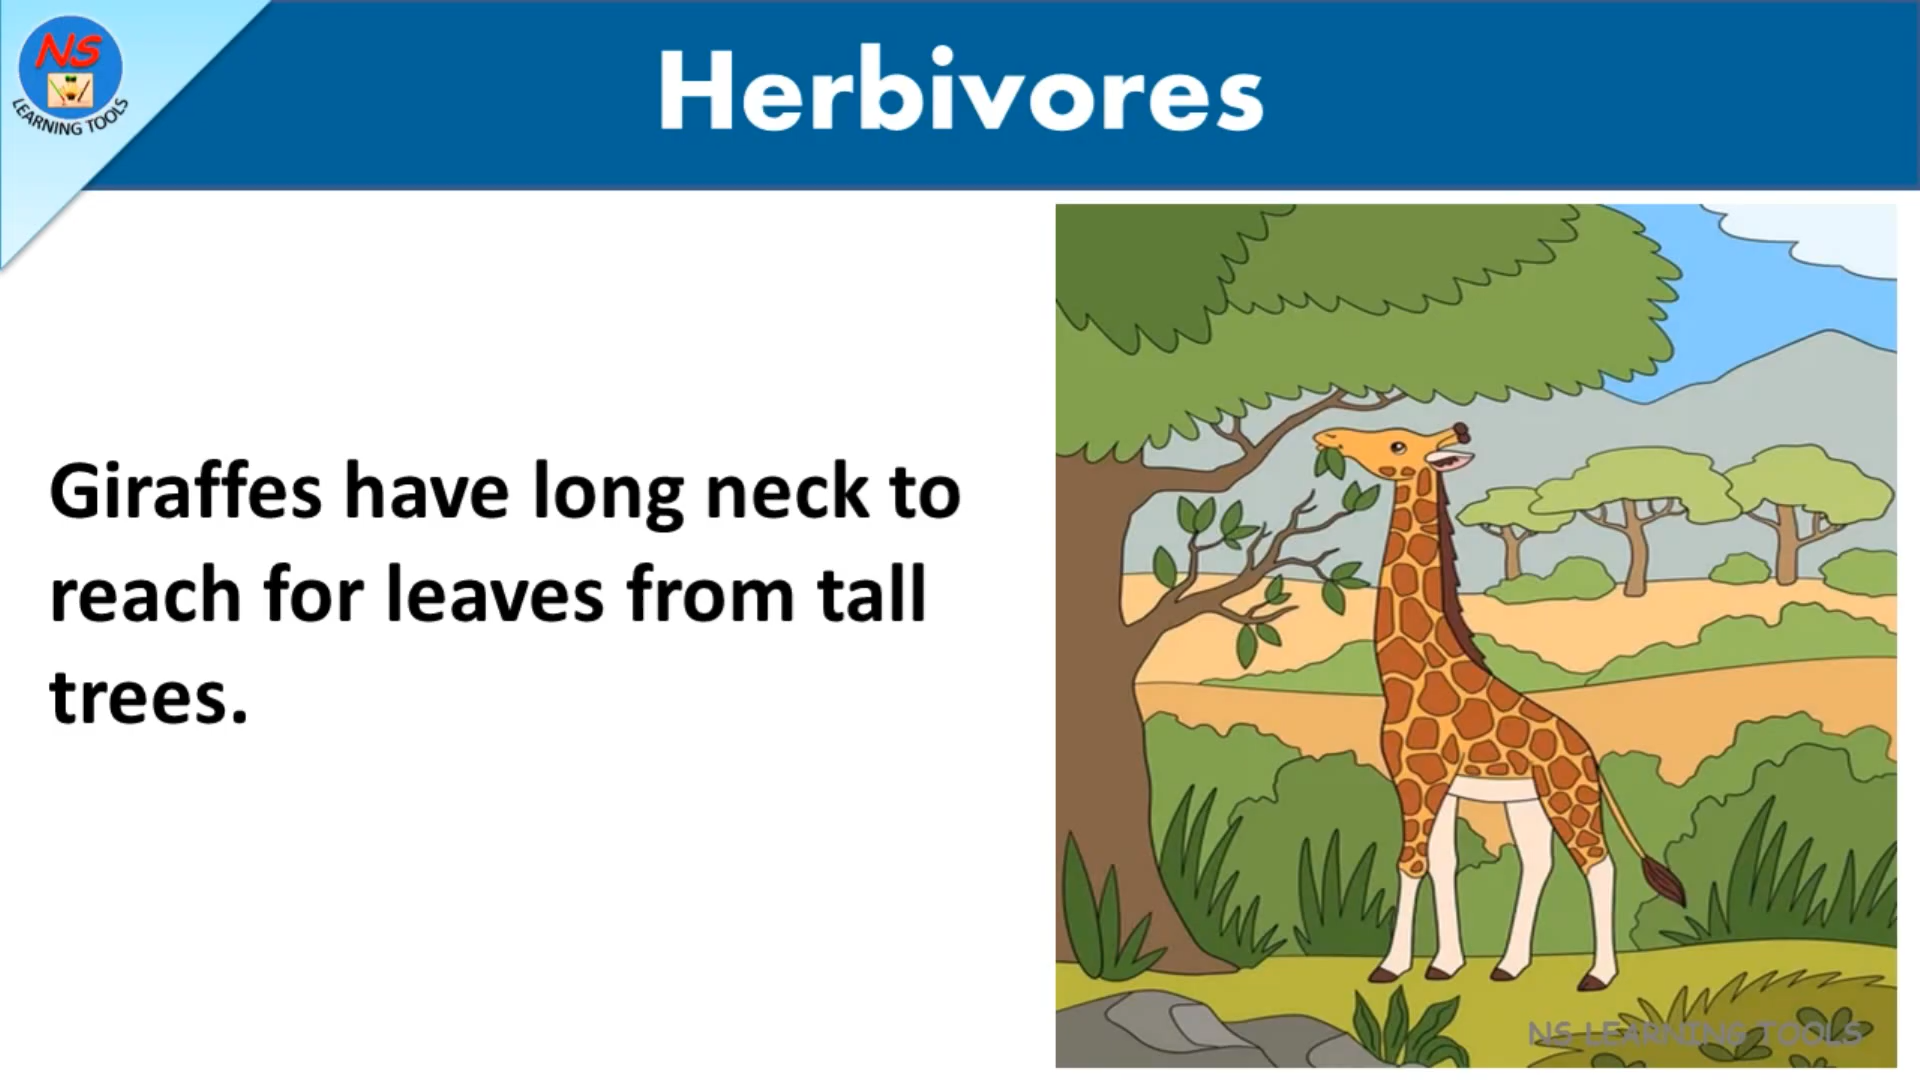 NS
LEARNING TOOLS
Herbivores
Giraffes have long neck to
reach for leaves from tall
trees.
NS LEARNING TOOLS